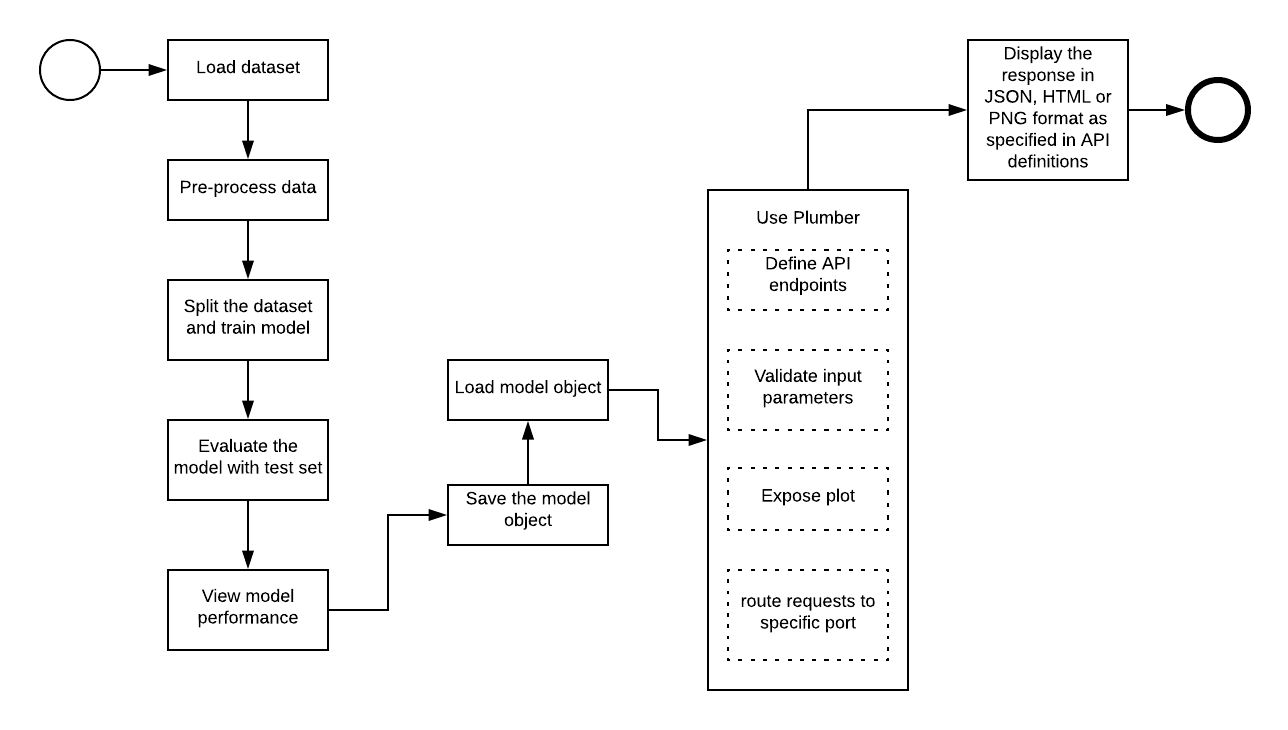 Load dataset
Pre-process data
Split the dataset
and train model
Evaluate the
model with test set
View model
performance
Save the model
object
Load model object
Use Plumber
Define API
endpoints
Validate input
parameters
Expose plot
route requests to
specific port
Display the
response in
JSON, HTML or
PNG format as
specified in API
definitions